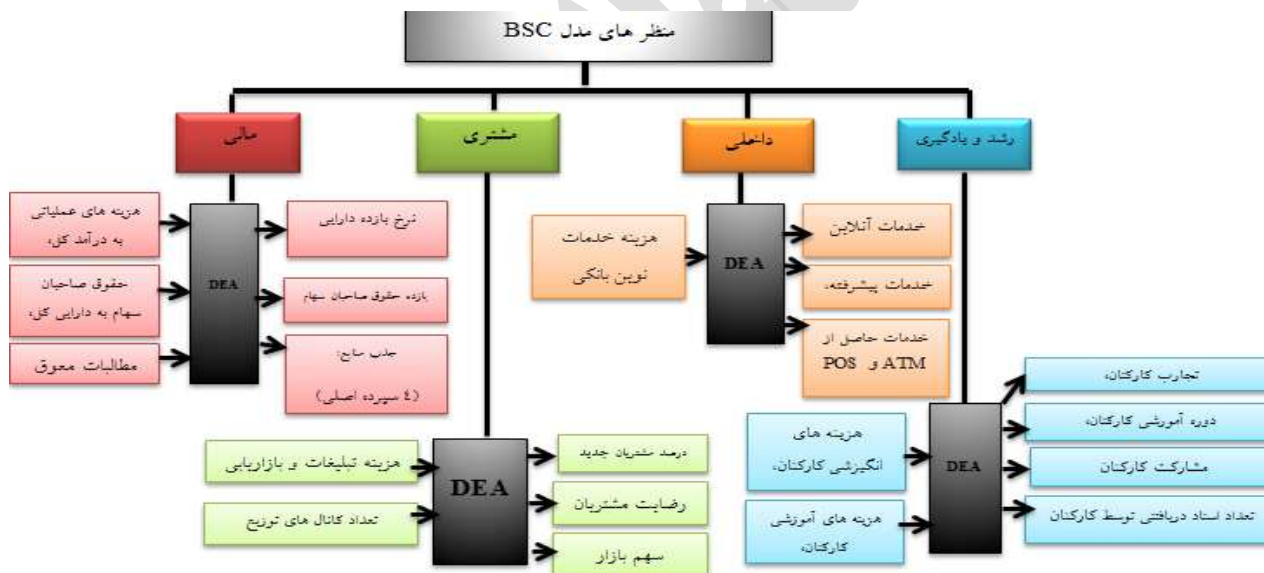 منظر های مدل BSC
مالی
مشتری
داخلی
رشد و یادگیری
هزینه های عملیاتی
به درآمد کل،
حقوق صاحبان
سهام به دارایی کل،
مطالبات معوق
DEA
نرخ بازده دارایی
بازده حقوق صاحبان سهام
جذب منابع:
(٤ سپرده اصلی)
هزینه تبلیغات و بازاریابی
تعداد کانال های توزیع
DEA
درصد مشتریان جدید
رضایت مشتریان
سهم بازار
هزینه خدمات
نوین بانکی
DEA
خدمات آنلاین
خدمات پیشرفته،
خدمات حاصل از
ATM و POS
هزینه های
انگیزشی کارکنان،
هزینه های آموزشی
کارکنان،
DEA
تجارب کارکنان،
دوره آموزشی کارکنان،
مشارکت کارکنان
تعداد اسناد دریافتی توسط کارکنان